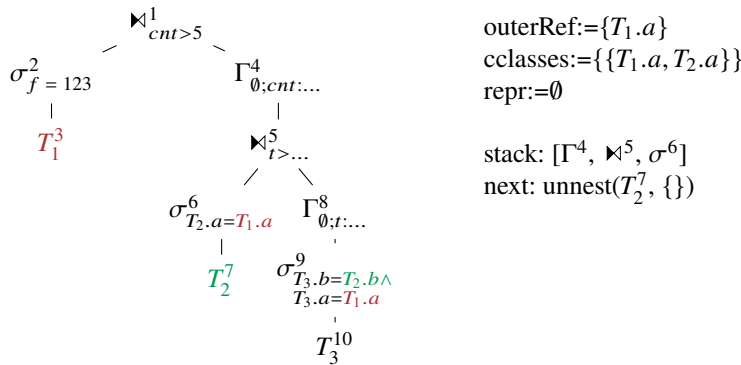 ⧑¹cnt>5
σ²f = 123
Γ⁴∅;cnt:...
T₁³
⧑⁵t>...
σ⁶T₂.a=T₁.a
Γ⁸∅;t:...
T₂⁷
σ⁹T₃.b=T₂.b∧
T₃.a=T₁.a
T₃¹⁰
outerRef:={T₁.a}
cclasses:={{T₁.a, T₂.a}}
repr:=∅
stack: [Γ⁴, ⧑⁵, σ⁶]
next: unnest(T₂⁷, {})